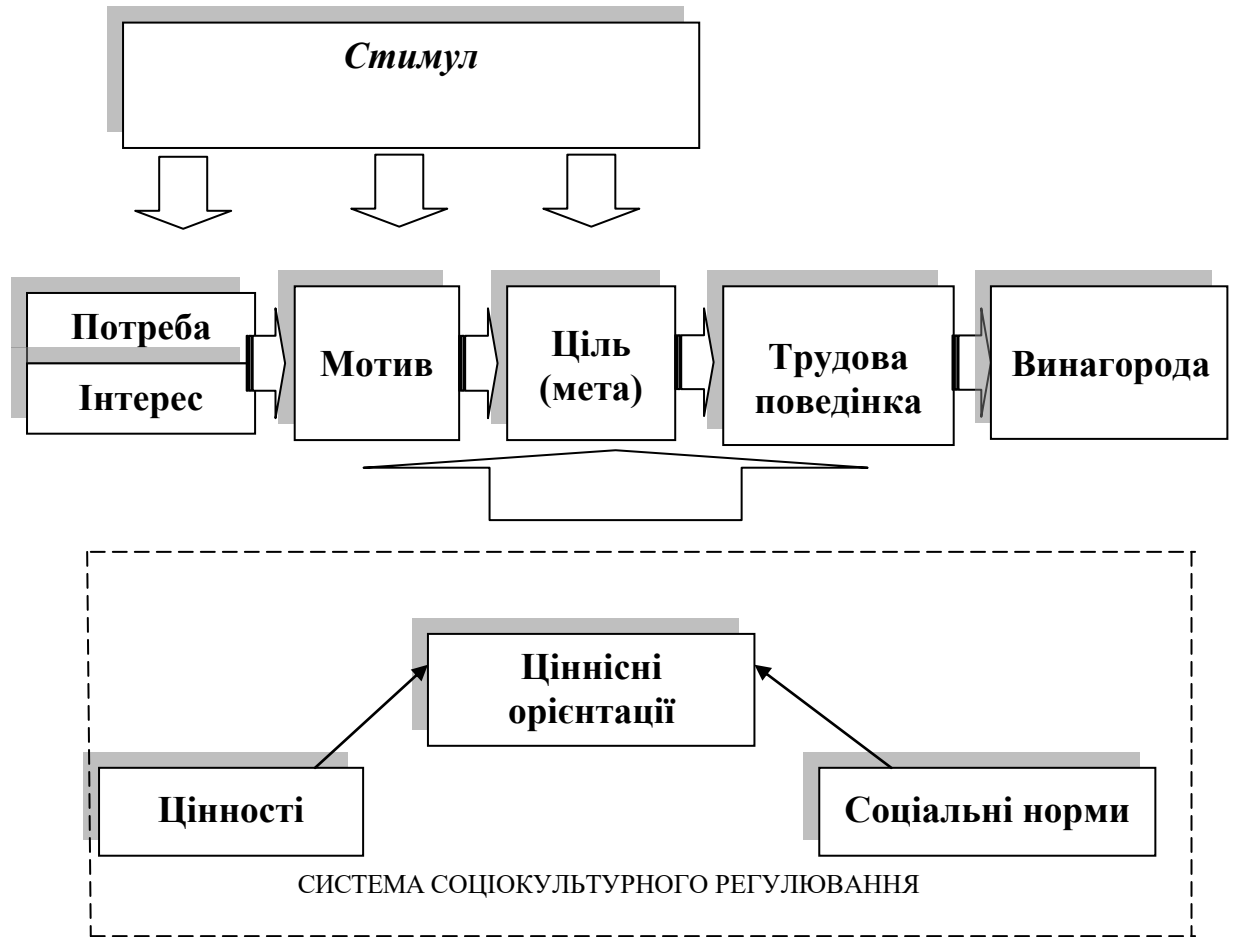 Стимул
Потреба
Інтерес
Мотив
Ціль
(мета)
Трудова
поведінка
Винагорода
Ціннісні
орієнтації
Цінності
Соціальні норми
СИСТЕМА СОЦІОКУЛЬТУРНОГО РЕГУЛЮВАННЯ